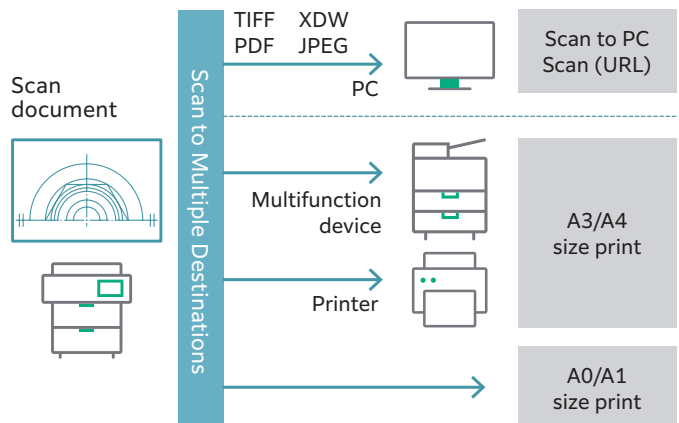 Scan
document
Scan to Multiple Destinations
TIFF XDW
PDF JPEG
PC
Scan to PC
Scan (URL)
Multifunction
device
Printer
A3/A4
size print
A0/A1
size print